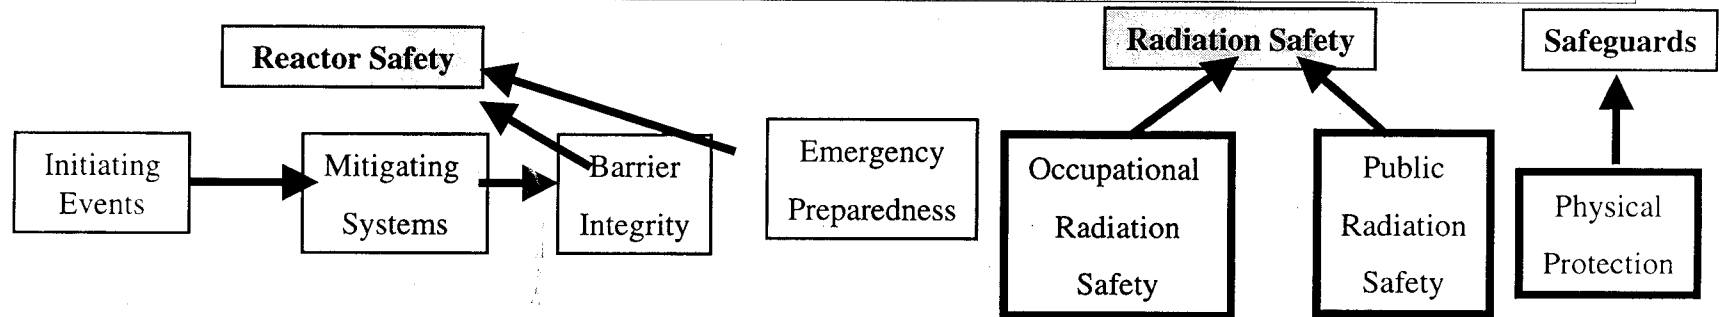 Reactor Safety
Radiation Safety
Safeguards
Initiating
Events
Mitigating
Systems
Barrier
Integrity
Emergency
Preparedness
Occupational
Radiation
Safety
Public
Radiation
Safety
Physical
Protection